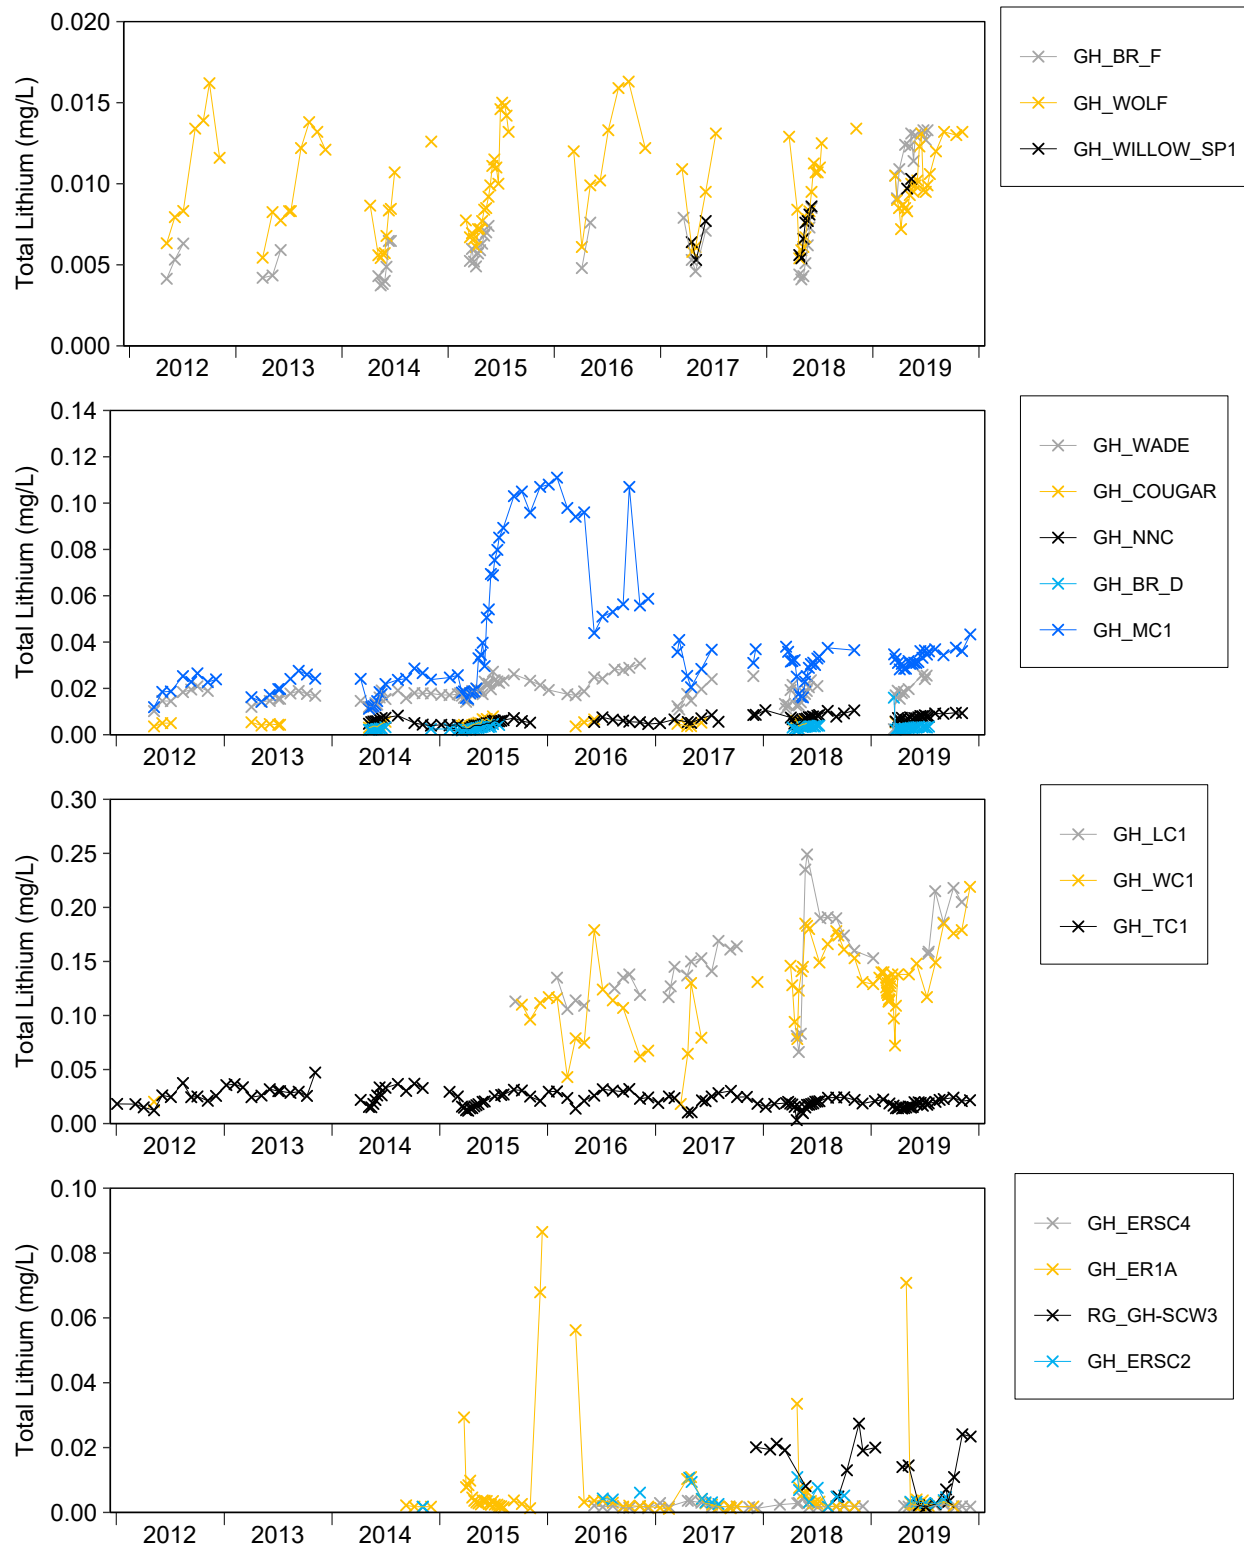 Total Lithium (mg/L)
0.020
0.015
0.010
0.005
0.000
2012 2013 2014 2015 2016 2017 2018 2019
GH_BR_F
GH_WOLF
GH_WILLOW_SP1
Total Lithium (mg/L)
0.14
0.12
0.10
0.08
0.06
0.04
0.02
0.00
2012 2013 2014 2015 2016 2017 2018 2019
GH_WADE
GH_COUGAR
GH_NNC
GH_BR_D
GH_MC1
Total Lithium (mg/L)
0.30
0.25
0.20
0.15
0.10
0.05
0.00
2012 2013 2014 2015 2016 2017 2018 2019
GH_LC1
GH_WC1
GH_TC1
Total Lithium (mg/L)
0.10
0.08
0.06
0.04
0.02
0.00
2012 2013 2014 2015 2016 2017 2018 2019
GH_ERSC4
GH_ER1A
RG_GH-SCW3
GH_ERSC2